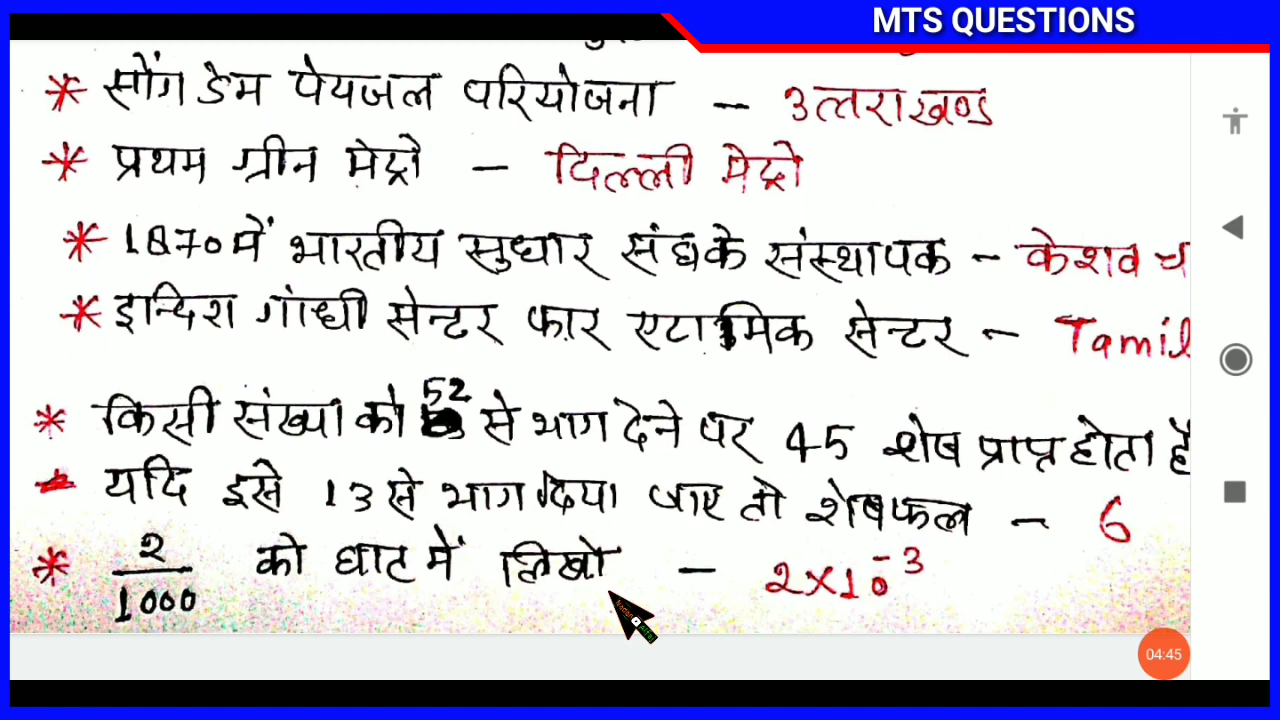 MTS QUESTIONS
* सोंग डेम पेयजल परियोजना - उत्तराखण्ड
* प्रथम ग्रीन मेट्रो - दिल्ली मेट्रो
* 1870 में भारतीय सुधार संघ के संस्थापक - केशव च
* इन्दिरा गांधी सेन्टर फार एटामिक सेन्टर - Tamil
* किसी संख्या को 52 से भाग देने पर 45 शेष प्राप्त होता है
यदि इसे 13 से भाग दिया जाए तो शेषफल - 6
* 2/1000 को घाट में लिखो - 2×10⁻³
04:45